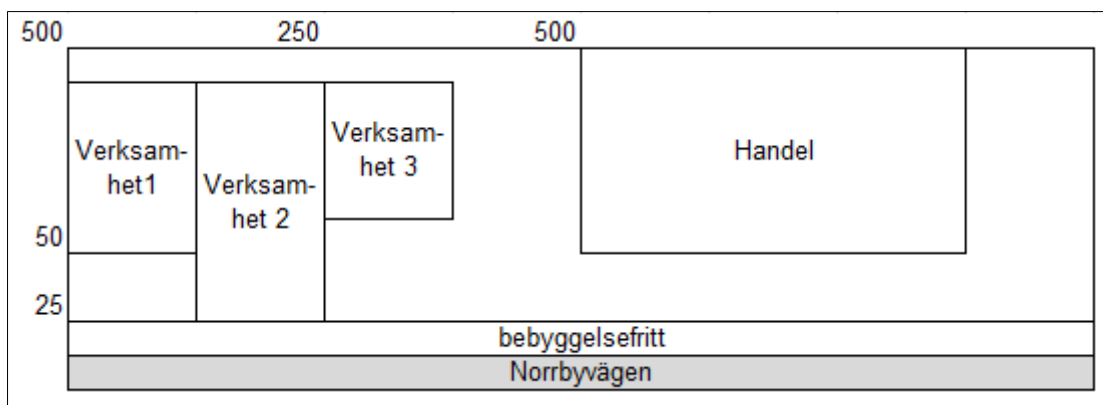 500 250 500
Verksam-
het1
Verksam-
het 2
Verksam-
het 3
Handel
50
25
bebyggelsefritt
Norrbyvägen